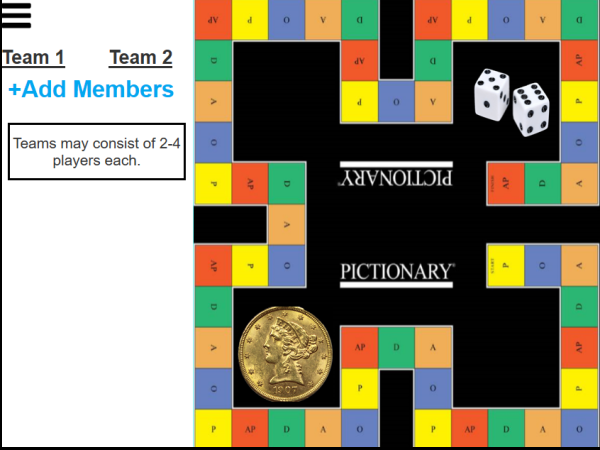 Team 1 Team 2
+Add Members
Teams may consist of 2-4
players each.
AP P O A D AP P O A D
D AP D AP
A P O A P
O O
P AP D AP D A
PICTIONARY®
A
AP P O START P O A
PICTIONARY®
D D
A AP D A AP
O P O P
P AP D A O P AP D A O